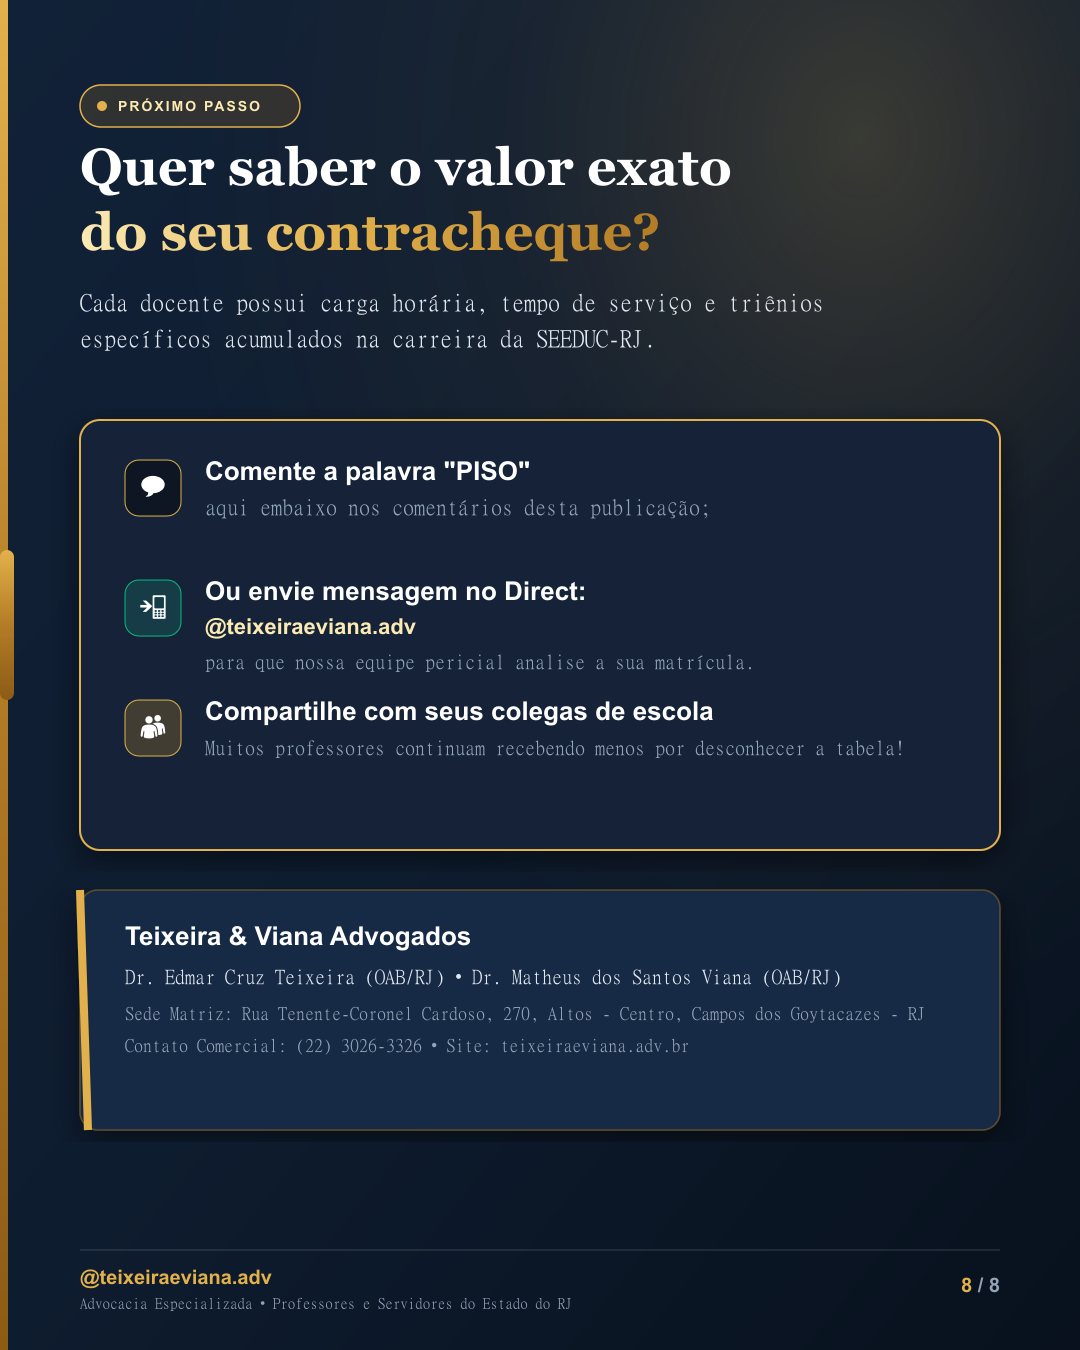 PRÓXIMO PASSO
Quer saber o valor exato
do seu contracheque?
Cada docente possui carga horária, tempo de serviço e triênios
específicos acumulados na carreira da SEEDUC-RJ.
Comente a palavra "PISO"
aqui embaixo nos comentários desta publicação;
Ou envie mensagem no Direct:
@teixeiraeviana.adv
para que nossa equipe pericial analise a sua matrícula.
Compartilhe com seus colegas de escola
Muitos professores continuam recebendo menos por desconhecer a tabela!
Teixeira & Viana Advogados
Dr. Edmar Cruz Teixeira (OAB/RJ) • Dr. Matheus dos Santos Viana (OAB/RJ)
Sede Matriz: Rua Tenente-Coronel Cardoso, 270, Altos - Centro, Campos dos Goytacazes - RJ
Contato Comercial: (22) 3026-3326 • Site: teixeiraeviana.adv.br
@teixeiraeviana.adv
8 / 8
Advocacia Especializada • Professores e Servidores do Estado do RJ